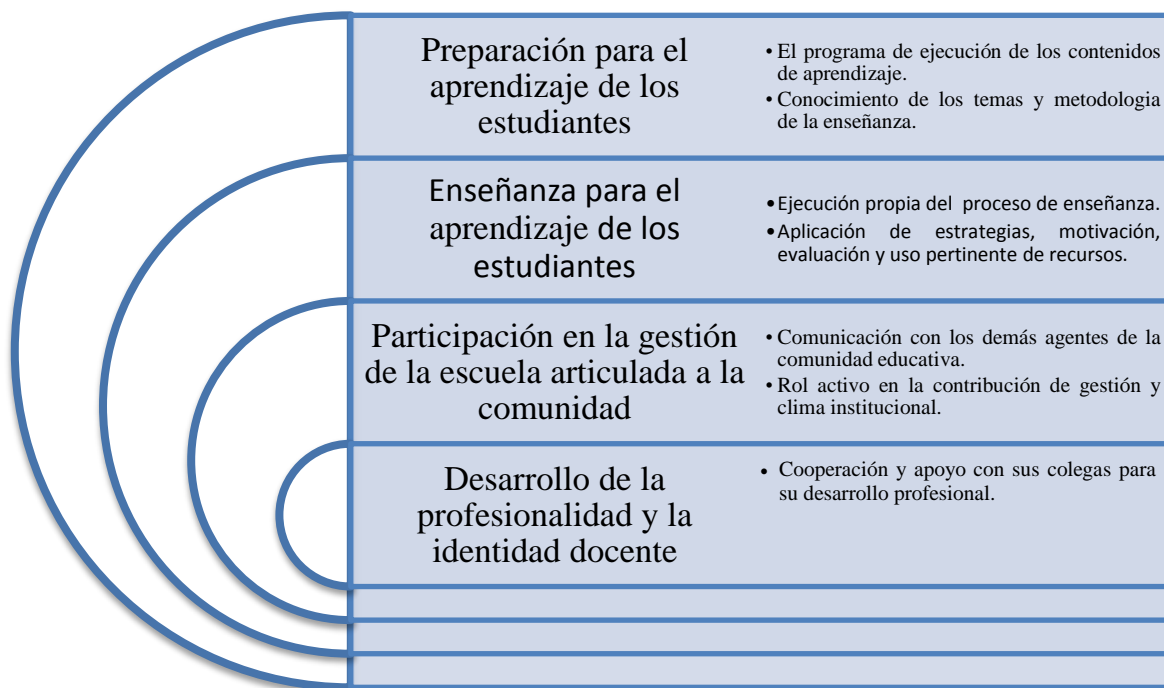 Preparación para el
aprendizaje de los
estudiantes
• El programa de ejecución de los contenidos
de aprendizaje.
• Conocimiento de los temas y metodologia
de la enseñanza.
Enseñanza para el
aprendizaje de los
estudiantes
•Ejecución propia del proceso de enseñanza.
•Aplicación de estrategias, motivación,
evaluación y uso pertinente de recursos.
Participación en la gestión
de la escuela articulada a la
comunidad
• Comunicación con los demás agentes de la
comunidad educativa.
• Rol activo en la contribución de gestión y
clima institucional.
Desarrollo de la
profesionalidad y la
identidad docente
• Cooperación y apoyo con sus colegas para
su desarrollo profesional.